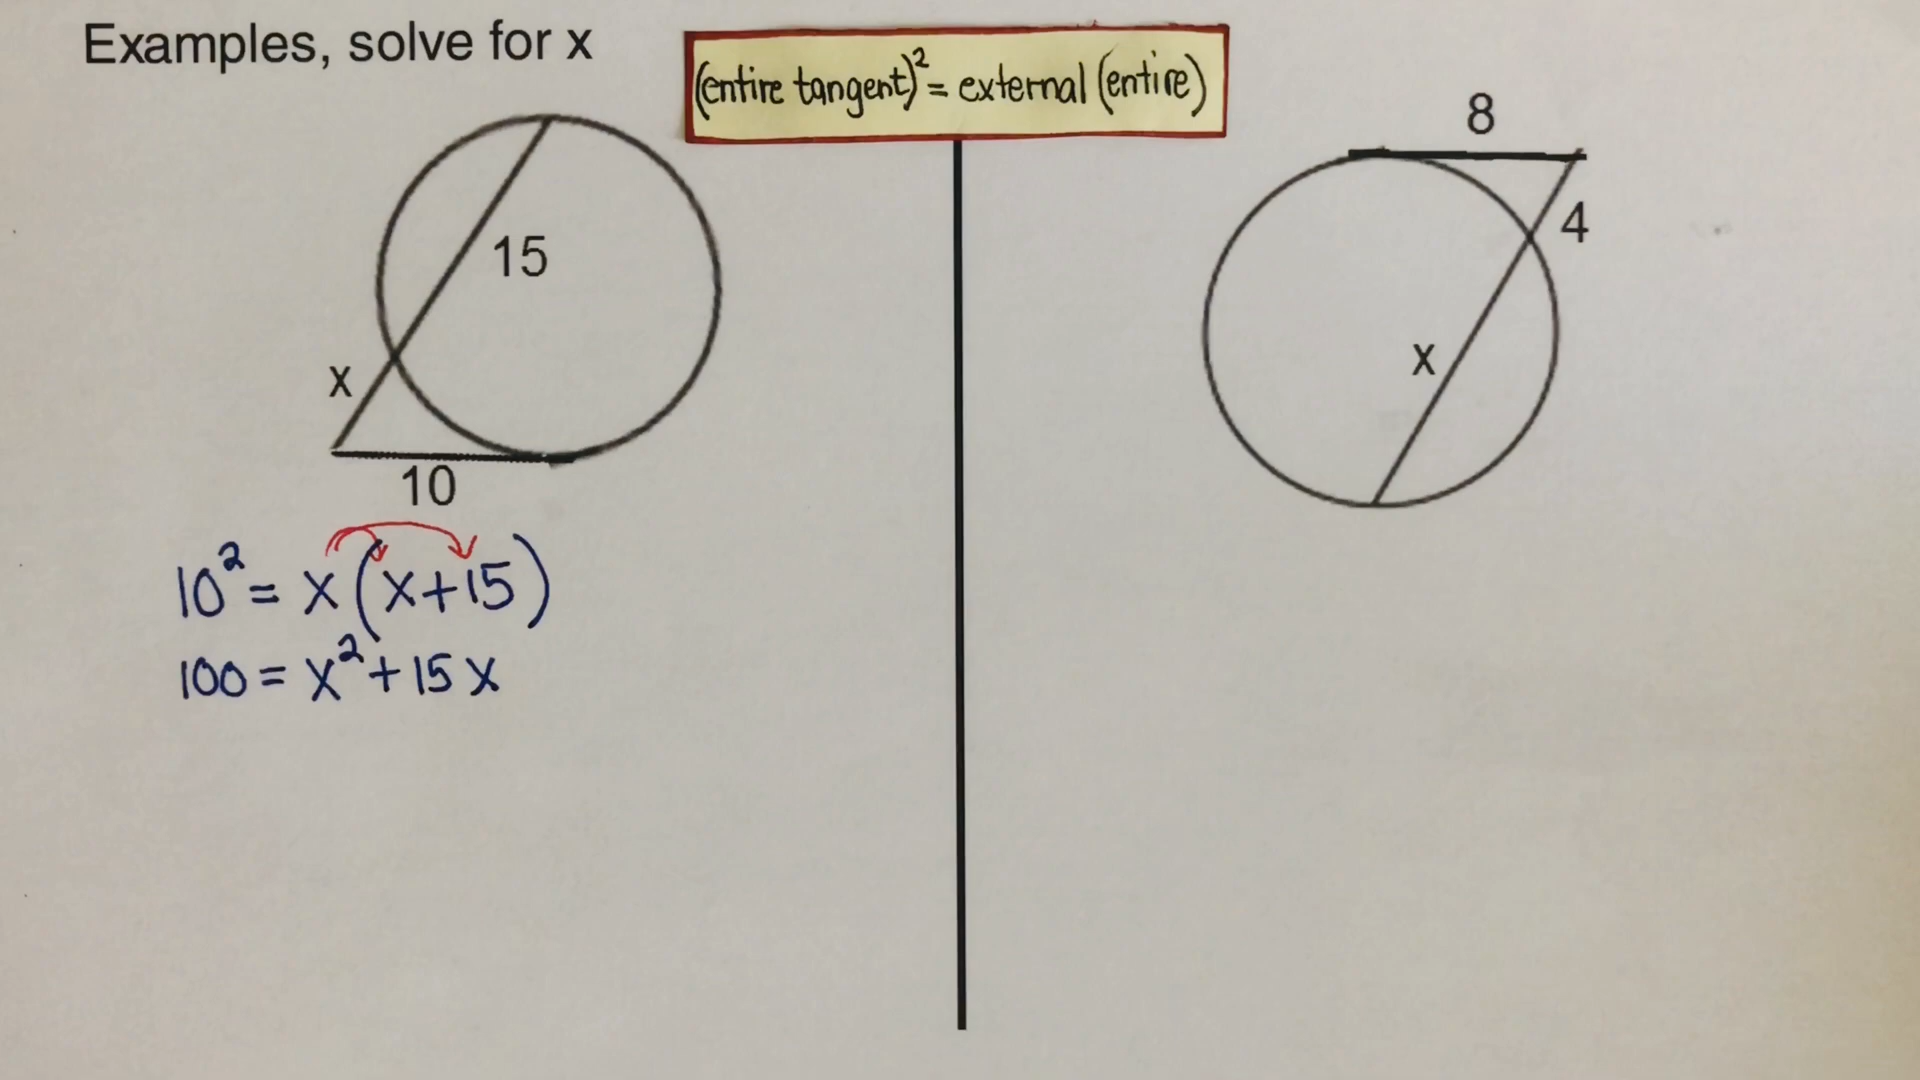 Examples, solve for x
(entire tangent)² = external (entire)
15
x
10
10² = x(x+15)
100 = x² + 15x
8
4
x